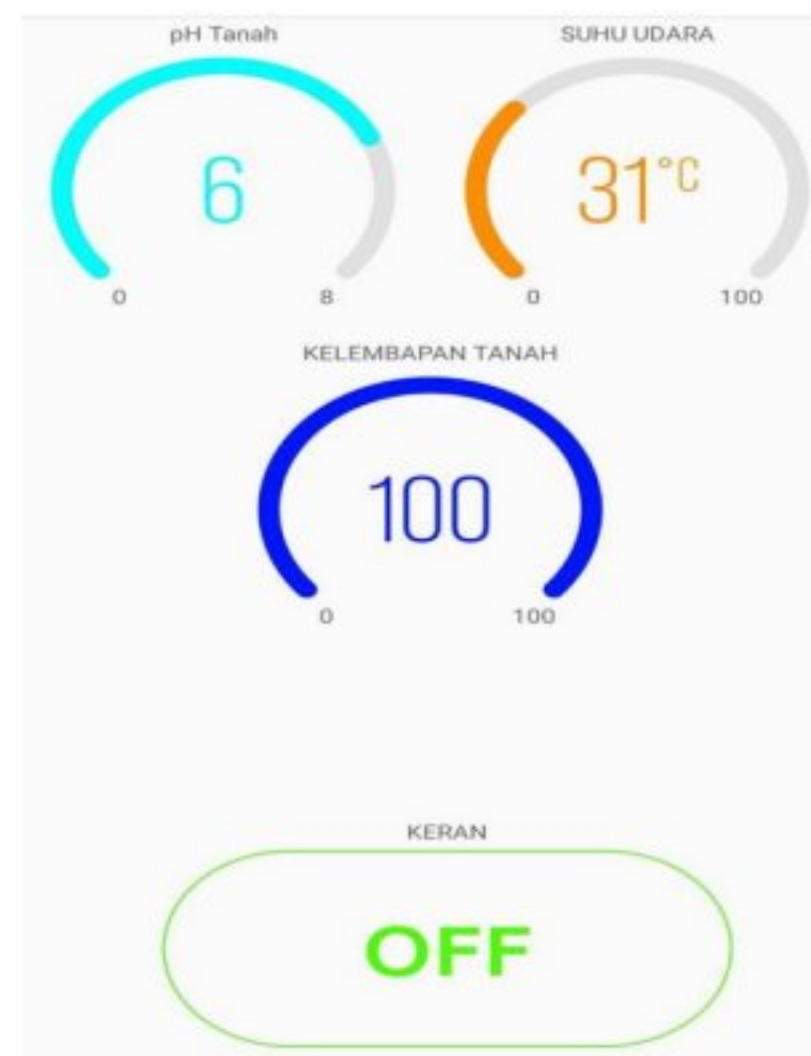 pH Tanah
SUHU UDARA
6
31°C
0
8
0
100
KELEMBAPAN TANAH
100
0
100
KERAN
OFF